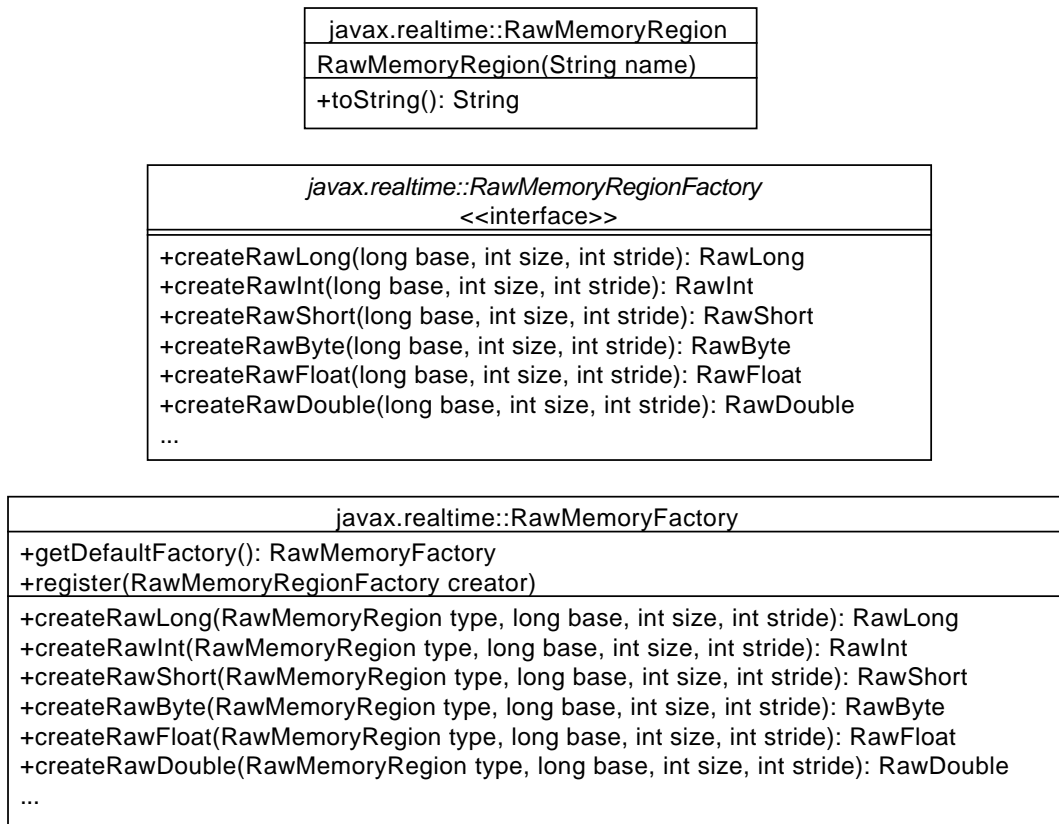 javax.realtime::RawMemoryRegion
RawMemoryRegion(String name)
+toString(): String
javax.realtime::RawMemoryRegionFactory
<<interface>>
+createRawLong(long base, int size, int stride): RawLong
+createRawInt(long base, int size, int stride): RawInt
+createRawShort(long base, int size, int stride): RawShort
+createRawByte(long base, int size, int stride): RawByte
+createRawFloat(long base, int size, int stride): RawFloat
+createRawDouble(long base, int size, int stride): RawDouble
...
javax.realtime::RawMemoryFactory
+getDefaultFactory(): RawMemoryFactory
+register(RawMemoryRegionFactory creator)
+createRawLong(RawMemoryRegion type, long base, int size, int stride): RawLong
+createRawInt(RawMemoryRegion type, long base, int size, int stride): RawInt
+createRawShort(RawMemoryRegion type, long base, int size, int stride): RawShort
+createRawByte(RawMemoryRegion type, long base, int size, int stride): RawByte
+createRawFloat(RawMemoryRegion type, long base, int size, int stride): RawFloat
+createRawDouble(RawMemoryRegion type, long base, int size, int stride): RawDouble
...